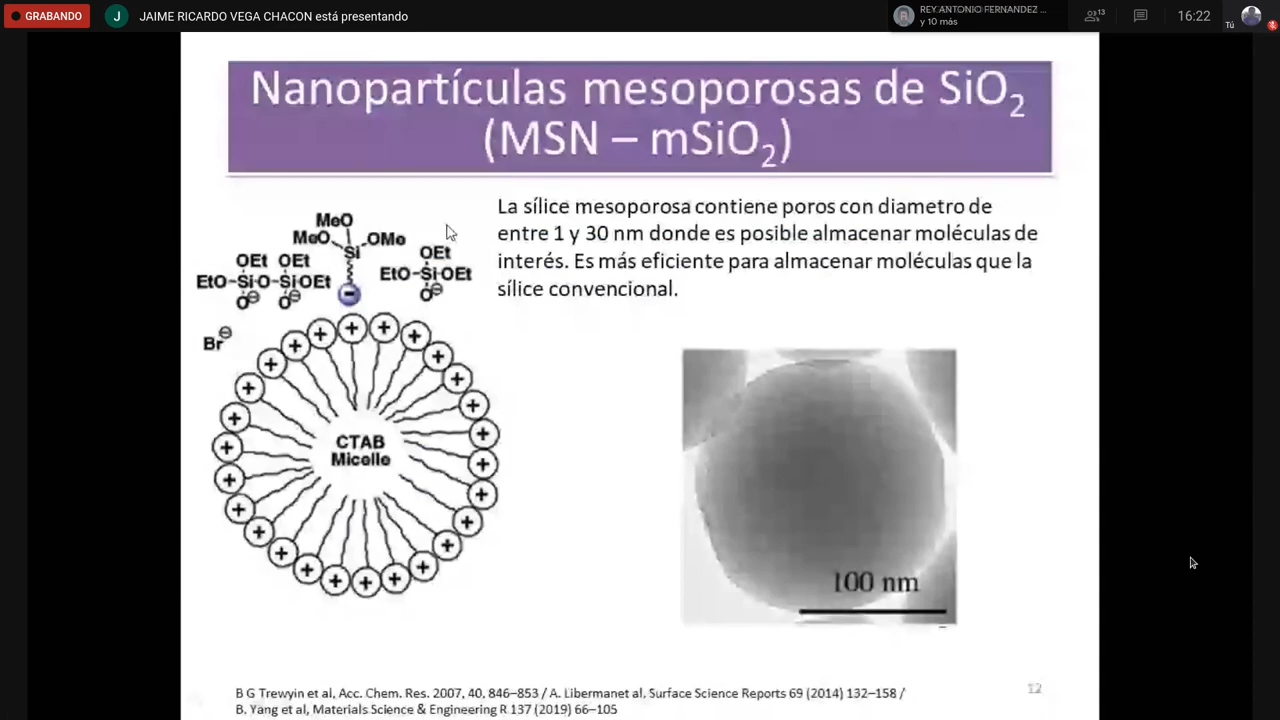 GRABANDO
J
JAIME RICARDO VEGA CHACON está presentando
R
REY ANTONIO FERNANDEZ ...
y 10 más
13
16:22
Tú
Nanopartículas mesoporosas de SiO₂
(MSN – mSiO₂)
La sílice mesoporosa contiene poros con diametro de
entre 1 y 30 nm donde es posible almacenar moléculas de
interés. Es más eficiente para almacenar moléculas que la
sílice convencional.
MeO
MeO OMe
Si
OEt OEt
EtO-Si-O-SiOEt
O⊖ O⊖
OEt
EtO-Si-OEt
O⊖
Br⊖
CTAB
Micelle
100 nm
B G Trewyin et al, Acc. Chem. Res. 2007, 40, 846–853 / A. Libermanet al, Surface Science Reports 69 (2014) 132–158 /
B. Yang et al, Materials Science & Engineering R 137 (2019) 66–105
12